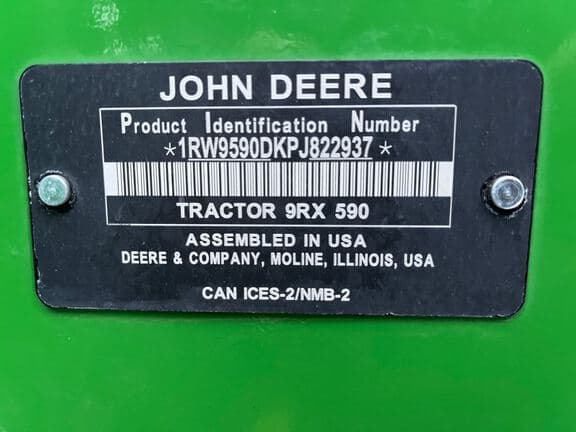 JOHN DEERE
Product Identification Number
*1RW9590DKPJ822937*
TRACTOR 9RX 590
ASSEMBLED IN USA
DEERE & COMPANY, MOLINE, ILLINOIS, USA
CAN ICES-2/NMB-2